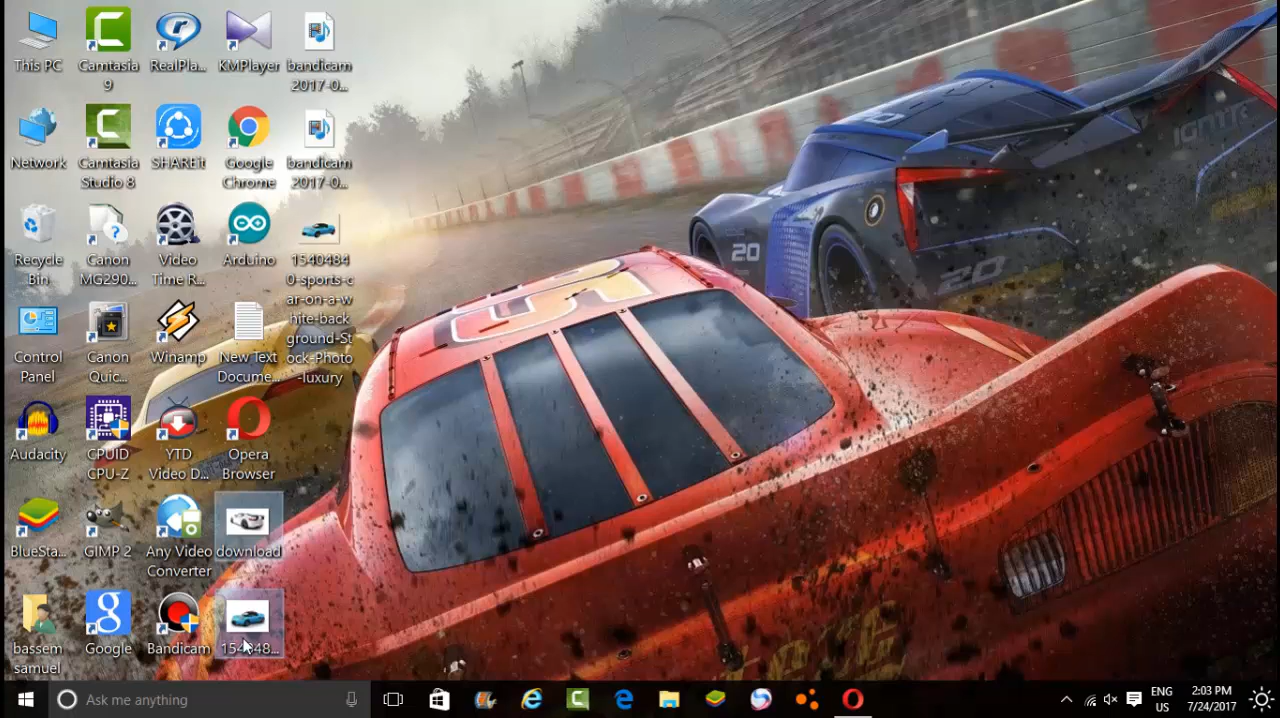 This PC
Camtasia
9
RealPla...
KMPlayer
bandicam
2017-0...
Network
Camtasia
Studio 8
SHAREit
Google
Chrome
bandicam
2017-0...
Recycle
Bin
Canon
MG290...
Video
Time R...
Arduino
1540484
0-sports-c
ar-on-a-w
hite-back
ground-St
ock-Photo
-luxury
Control
Panel
Canon
Quic...
Winamp
New Text
Docume...
Audacity
CPUID
CPU-Z
YTD
Video D...
Opera
Browser
BlueSta...
GIMP 2
Any Video
Converter
download
bassem
samuel
Google
Bandicam
20
20
20
IGNTR
Ask me anything
ENG
US
2:03 PM
7/24/2017